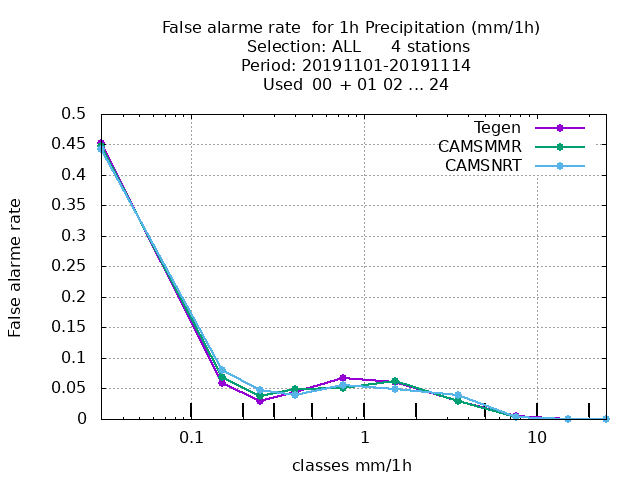 False alarme rate  for 1h Precipitation (mm/1h)
Selection: ALL      4 stations
Period: 20191101-20191114
Used  00  + 01 02 ... 24
Tegen
CAMSMMR
CAMSNRT
0.5
0.45
0.4
0.35
0.3
0.25
0.2
0.15
0.1
0.05
0
False alarme rate
0.1 1 10
classes mm/1h